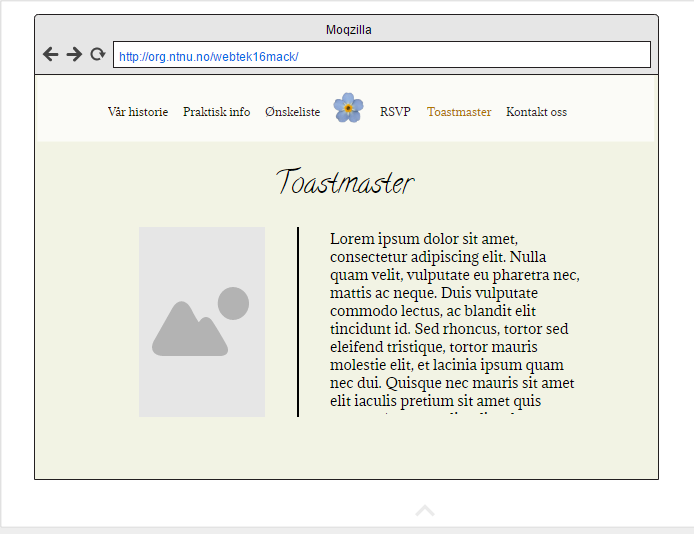 Moqzilla
http://org.ntnu.no/webtek16mack/
Vår historie Praktisk info Ønskeliste RSVP Toastmaster Kontakt oss
Toastmaster
Lorem ipsum dolor sit amet,
consectetur adipiscing elit. Nulla
quam velit, vulputate eu pharetra nec,
mattis ac neque. Duis vulputate
commodo lectus, ac blandit elit
tincidunt id. Sed rhoncus, tortor sed
eleifend tristique, tortor mauris
molestie elit, et lacinia ipsum quam
nec dui. Quisque nec mauris sit amet
elit iaculis pretium sit amet quis